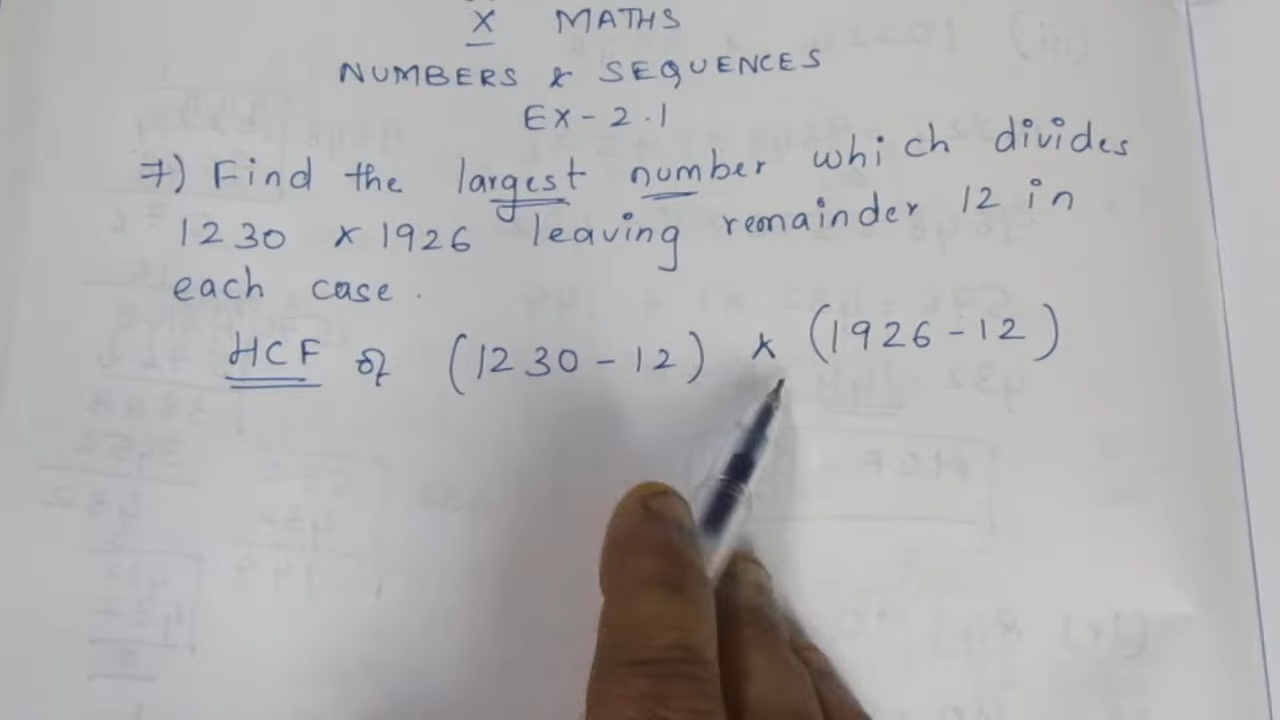 X MATHS
NUMBERS & SEQUENCES
EX-2.1
7) Find the largest number which divides
1230 & 1926 leaving remainder 12 in
each case.
HCF of (1230-12) & (1926-12)